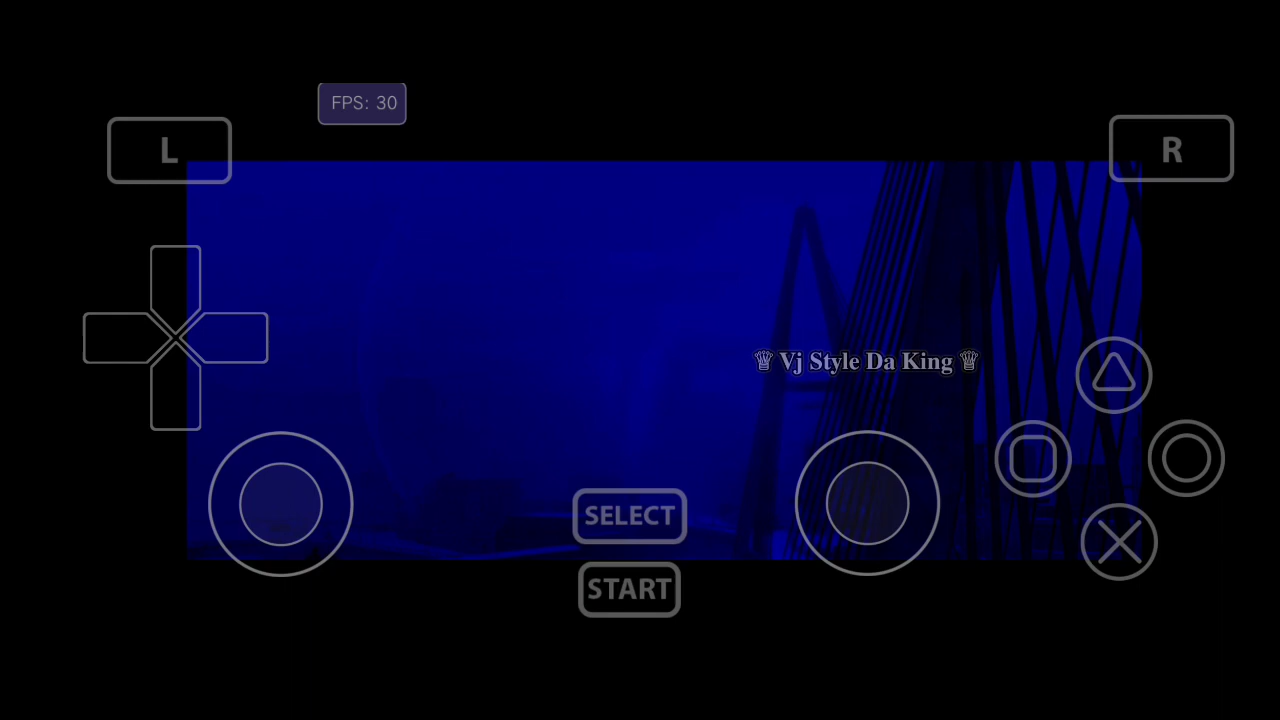 FPS: 30
L
R
♕ Vj Style Da King ♕
SELECT
START